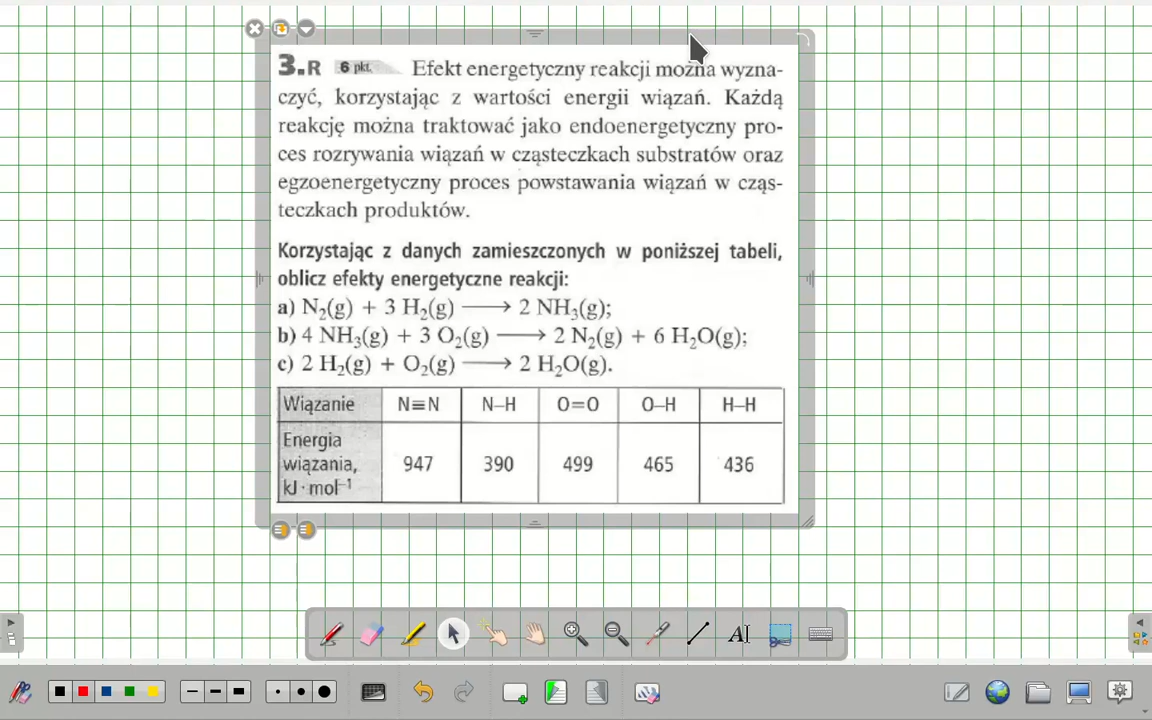 3.R 6 pkt. Efekt energetyczny reakcji można wyzna-
czyć, korzystając z wartości energii wiązań. Każdą
reakcję można traktować jako endoenergetyczny pro-
ces rozrywania wiązań w cząsteczkach substratów oraz
egzoenergetyczny proces powstawania wiązań w cząs-
teczkach produktów.
Korzystając z danych zamieszczonych w poniższej tabeli,
oblicz efekty energetyczne reakcji:
a) N₂(g) + 3 H₂(g) ⟶ 2 NH₃(g);
b) 4 NH₃(g) + 3 O₂(g) ⟶ 2 N₂(g) + 6 H₂O(g);
c) 2 H₂(g) + O₂(g) ⟶ 2 H₂O(g).
Wiązanie N≡N N–H O=O O–H H–H
Energia
wiązania, 947 390 499 465 436
kJ · mol⁻¹
A